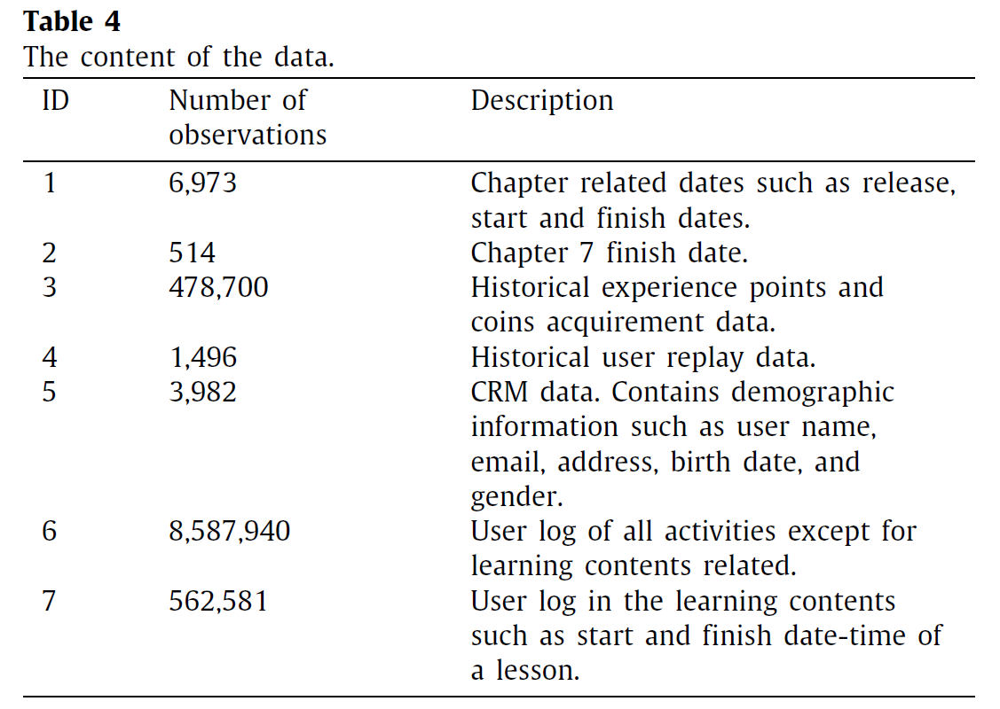 Table 4
The content of the data.
ID Number of Description
observations
1 6,973 Chapter related dates such as release,
start and finish dates.
2 514 Chapter 7 finish date.
3 478,700 Historical experience points and
coins acquirement data.
4 1,496 Historical user replay data.
5 3,982 CRM data. Contains demographic
information such as user name,
email, address, birth date, and
gender.
6 8,587,940 User log of all activities except for
learning contents related.
7 562,581 User log in the learning contents
such as start and finish date-time of
a lesson.